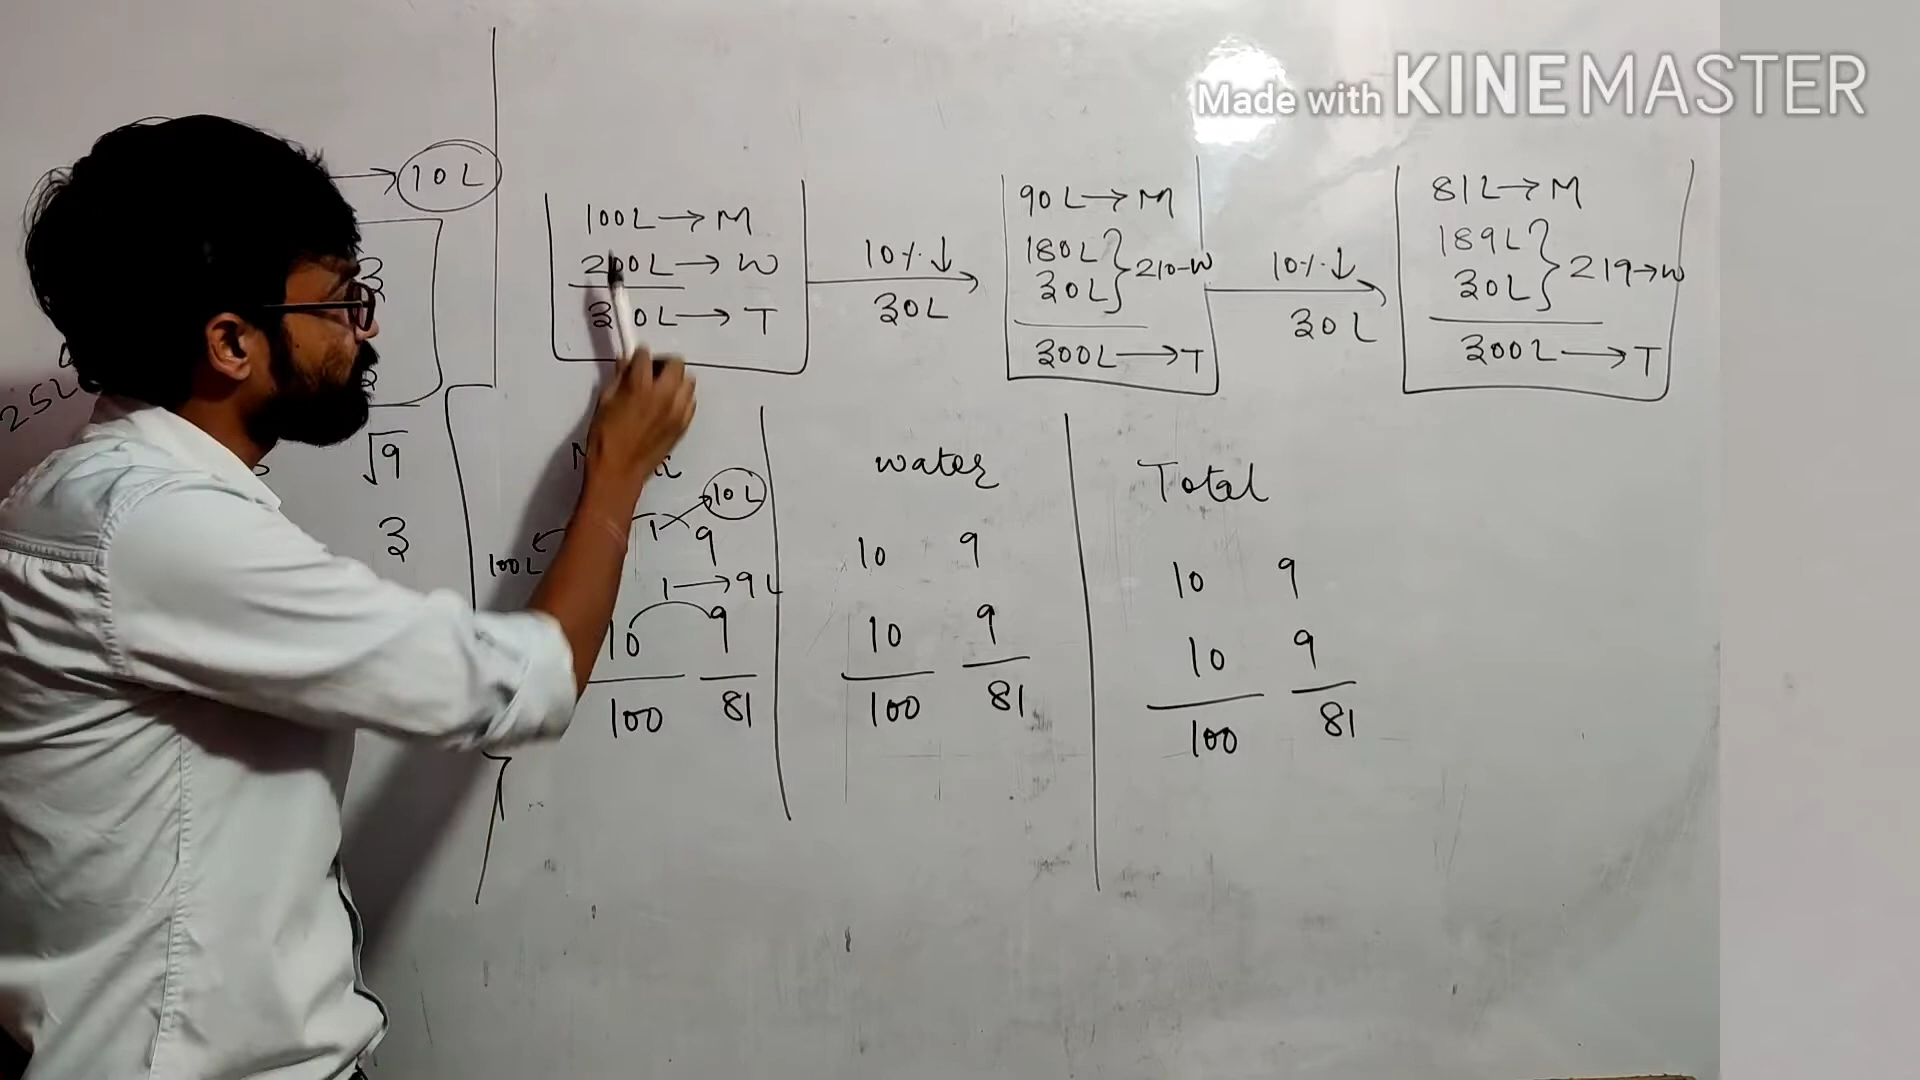 Made with KINEMASTER
10L
100L → M
200L → W
300L → T
10% ↓
30L
90L → M
180L
30L
210-W
300L → T
10% ↓
30L
81L → M
189L
30L
219 → W
300L → T
25L
√9
3
10L
1
9
100L
1 → 9L
10 9
100 81
water
10 9
10 9
100 81
Total
10 9
10 9
100 81